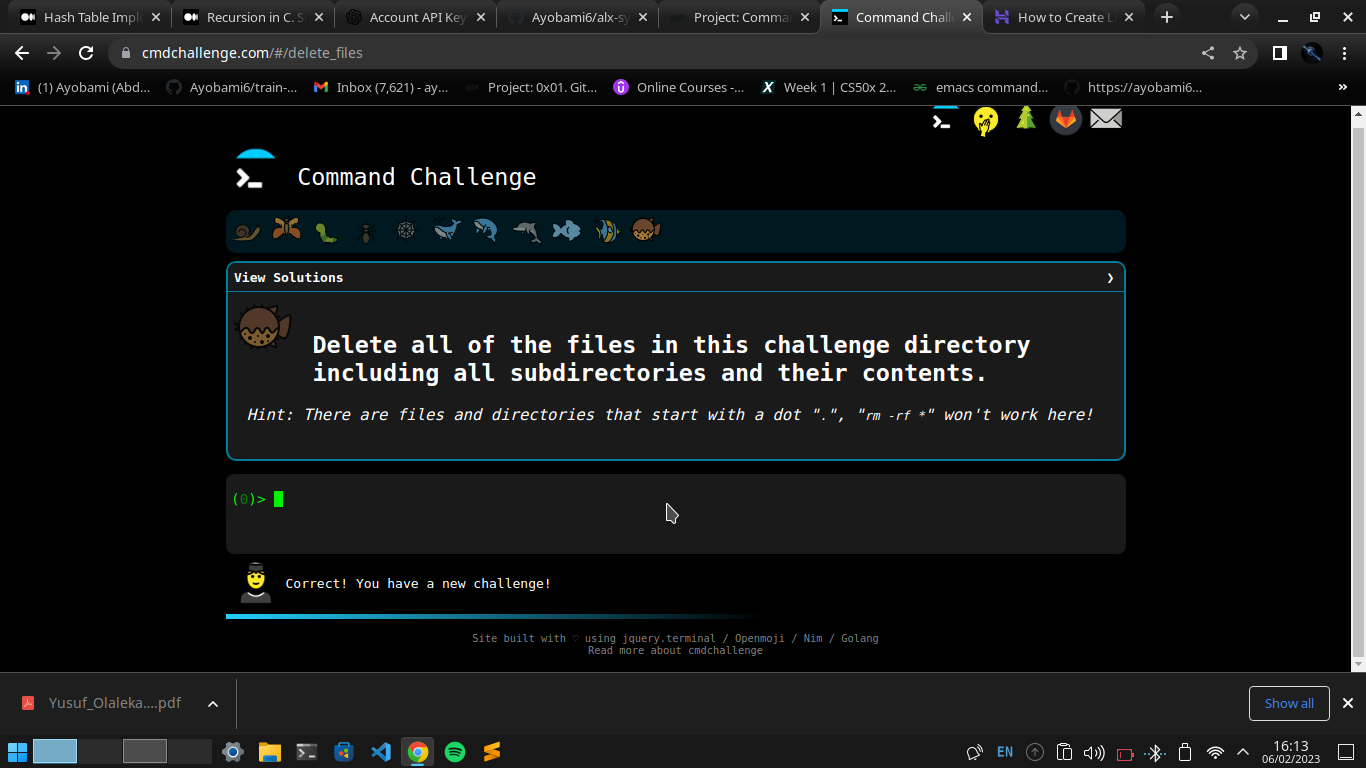 Hash Table Imple
Recursion in C. S
Account API Key
Ayobami6/alx-sy
Project: Comma
Command Chall
How to Create L
cmdchallenge.com/#/delete_files
(1) Ayobami (Abd...
Ayobami6/train-...
Inbox (7,621) - ay...
Project: 0x01. Git...
Online Courses -...
Week 1 | CS50x 2...
emacs command...
https://ayobami6...
»
Command Challenge
View Solutions
Delete all of the files in this challenge directory
including all subdirectories and their contents.
Hint: There are files and directories that start with a dot ".", "rm -rf *" won't work here!
(0)>
Correct! You have a new challenge!
Site built with ♡ using jquery.terminal / Openmoji / Nim / Golang
Read more about cmdchallenge
Yusuf_Olaleka....pdf
Show all
EN
16:13
06/02/2023